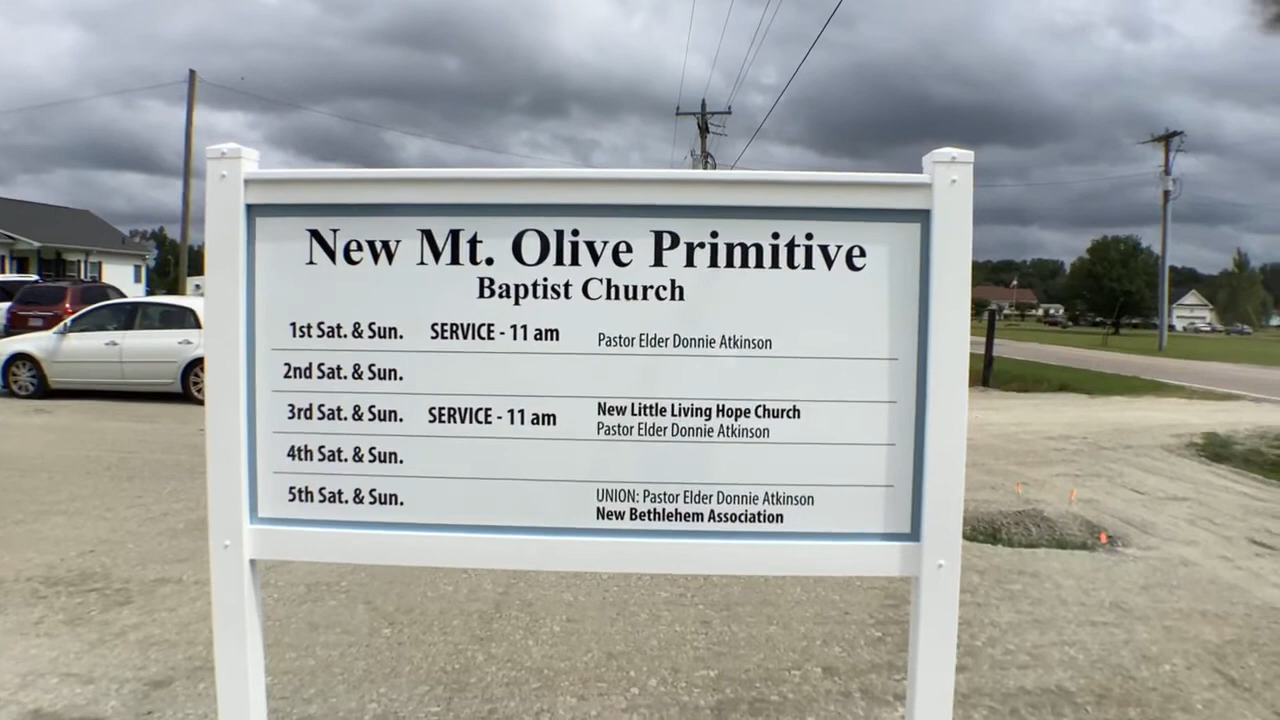 New Mt. Olive Primitive
Baptist Church
1st Sat. & Sun. SERVICE - 11 am Pastor Elder Donnie Atkinson
2nd Sat. & Sun.
3rd Sat. & Sun. SERVICE - 11 am New Little Living Hope Church
Pastor Elder Donnie Atkinson
4th Sat. & Sun.
5th Sat. & Sun. UNION: Pastor Elder Donnie Atkinson
New Bethlehem Association